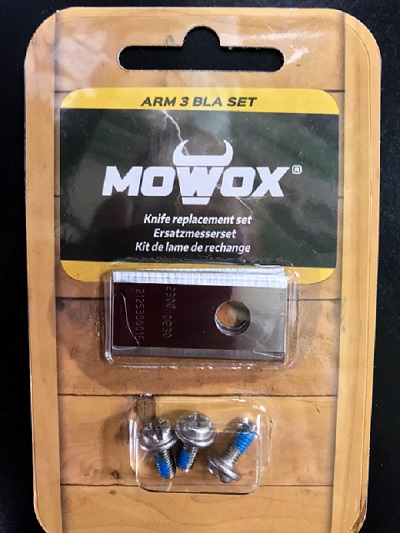 ARM 3 BLA SET
MOWOX®
Knife replacement set
Ersatzmesserset
Kit de lame de rechange